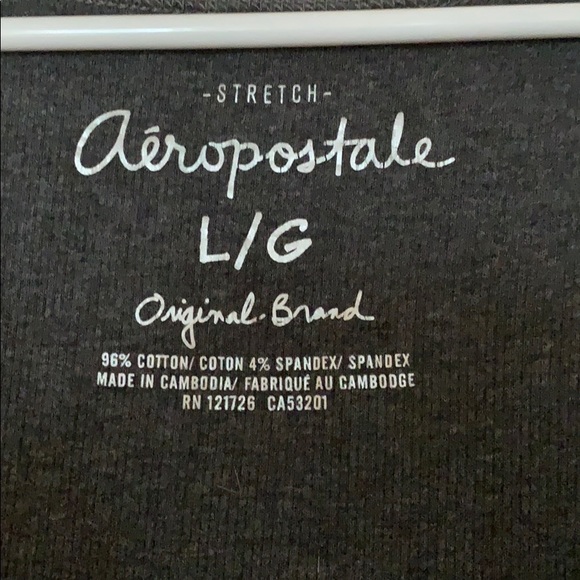 -STRETCH-
aéropostale
L/G
Original.Brand
96% COTTON/ COTON 4% SPANDEX/ SPANDEX
MADE IN CAMBODIA/ FABRIQUÉ AU CAMBODGE
RN 121726 CA53201